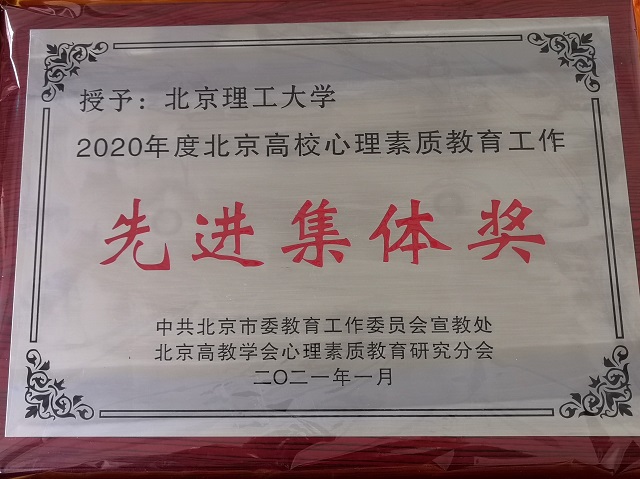 授予：北京理工大学
2020年度北京高校心理素质教育工作
先进集体奖
中共北京市委教育工作委员会宣教处
北京高教学会心理素质教育研究分会
二〇二一年一月